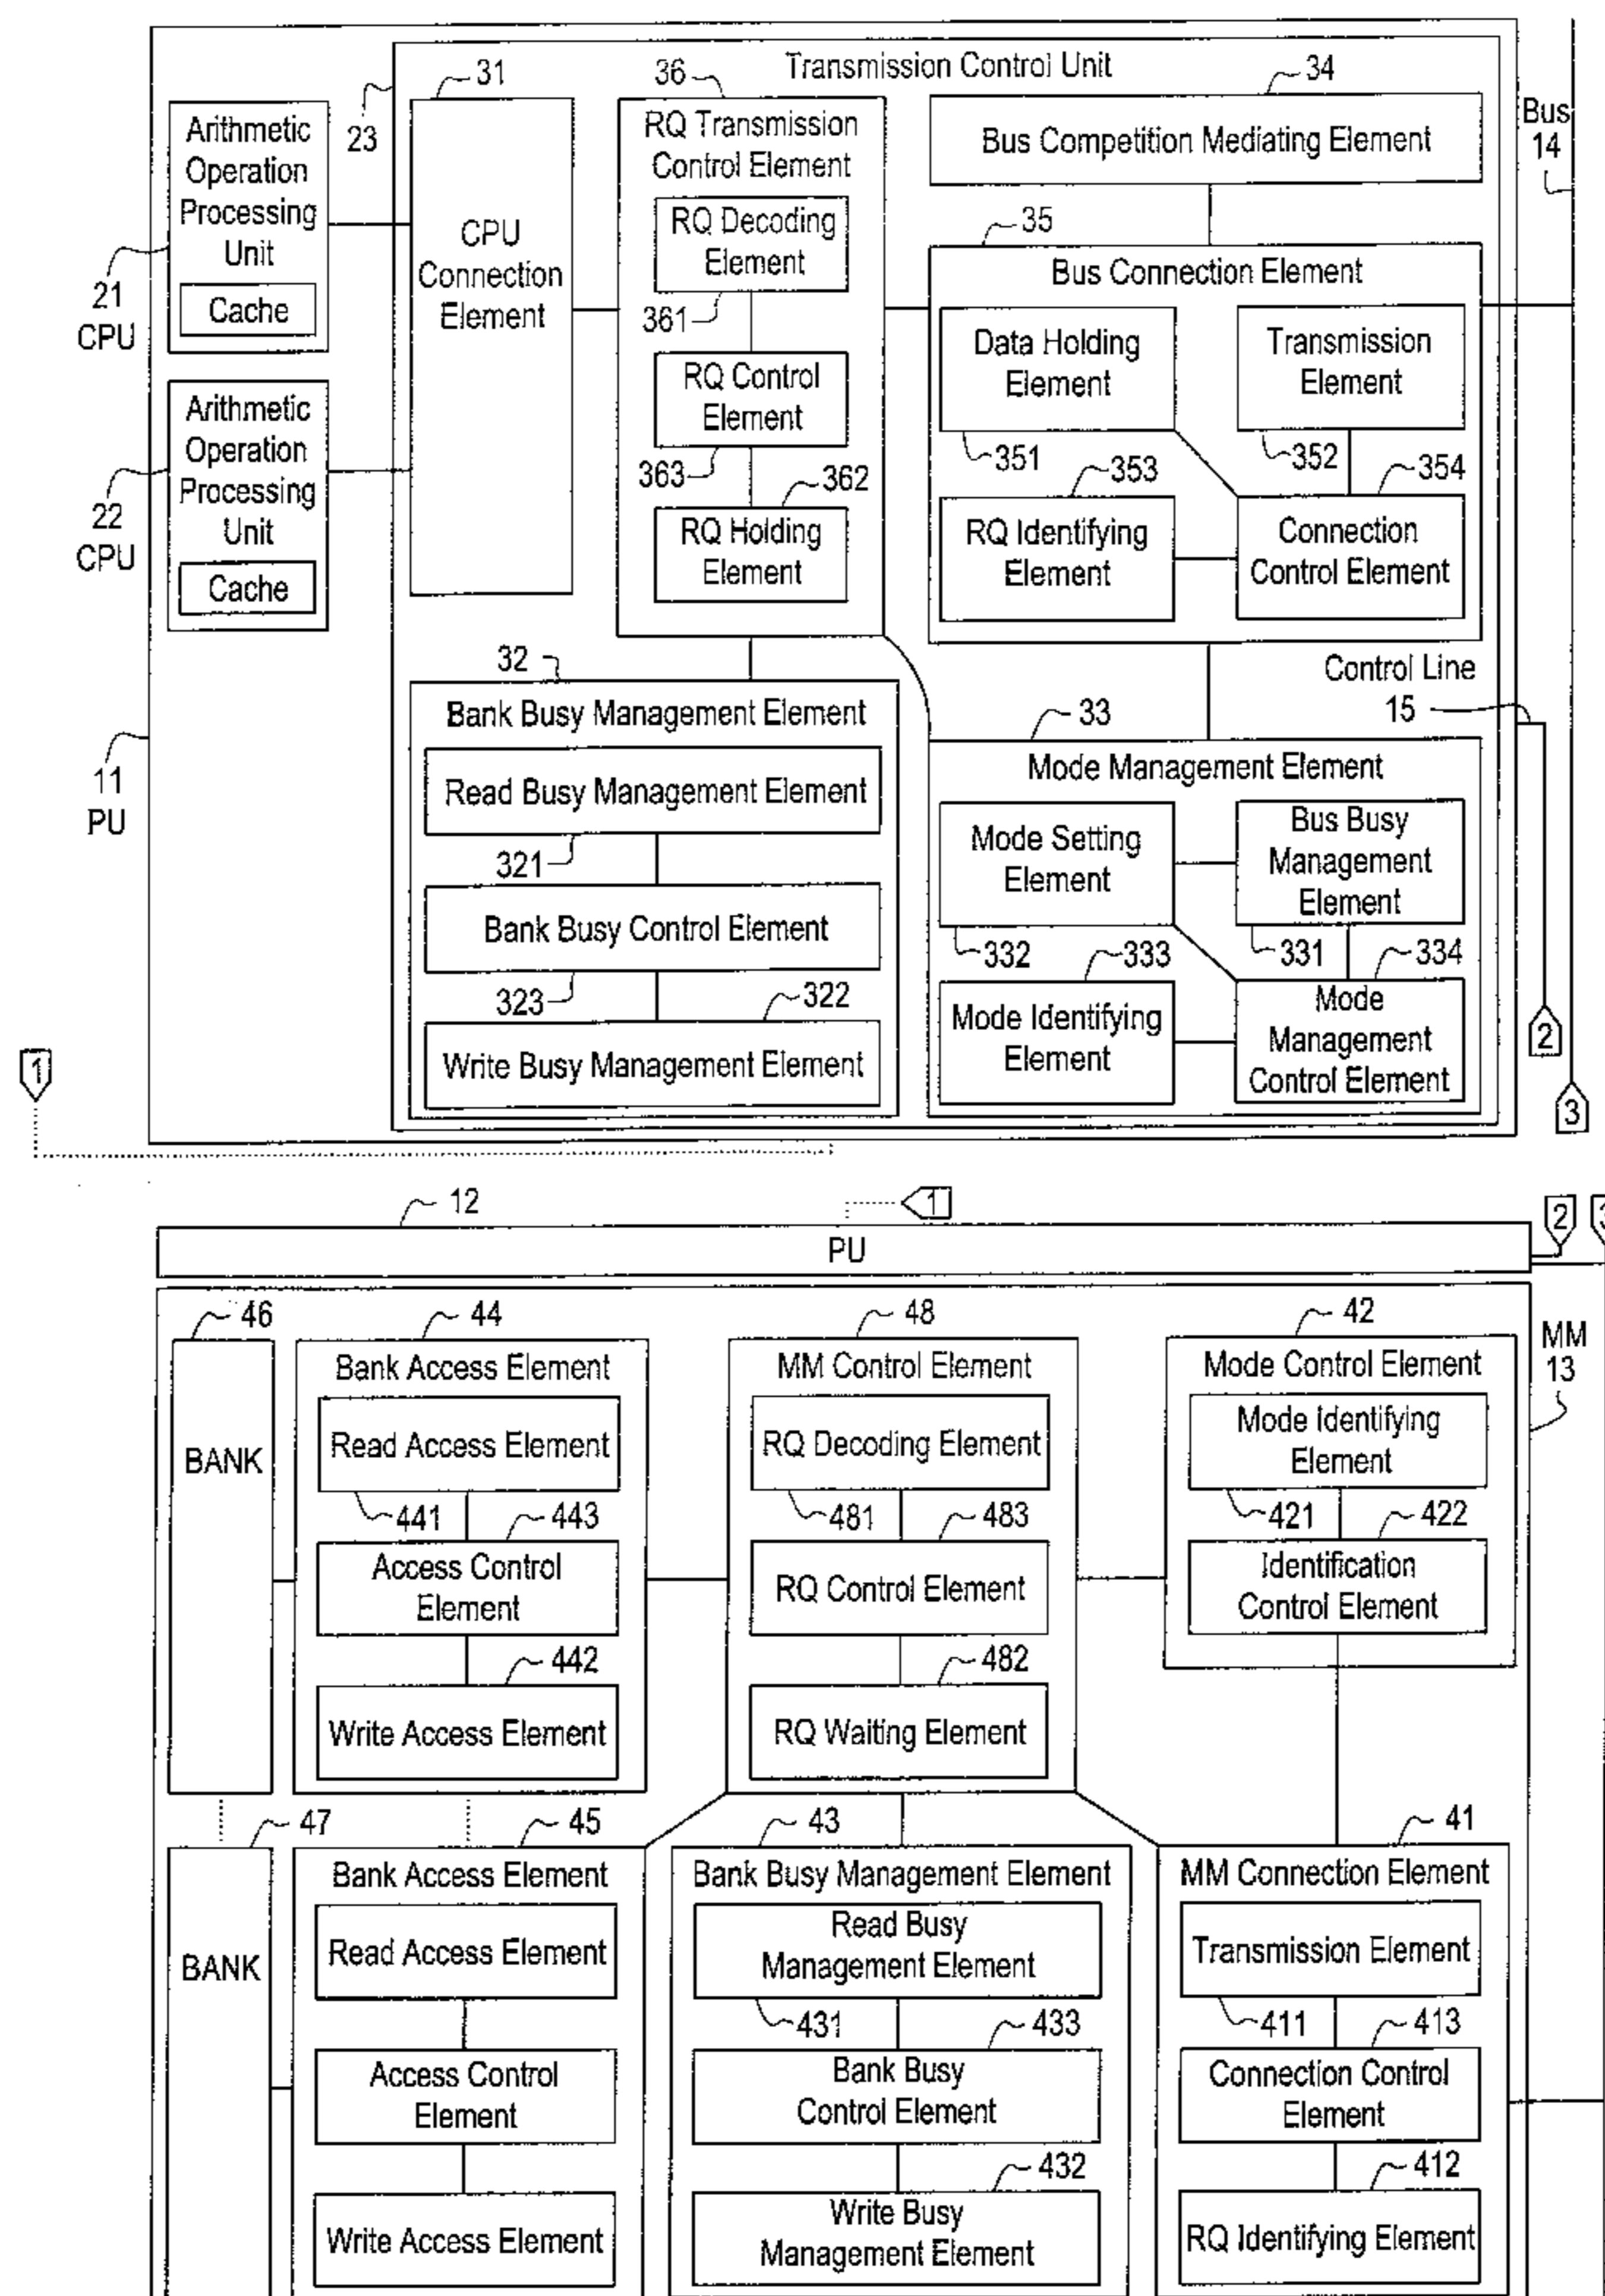 Transmission Control Unit
31
36
34
23
Bus
14
Arithmetic
Operation
Processing
Unit
Cache
21
CPU
Arithmetic
Operation
Processing
Unit
Cache
22
CPU
11
PU
CPU
Connection
Element
RQ Transmission
Control Element
RQ Decoding
Element
361
RQ Control
Element
363
362
RQ Holding
Element
Bus Competition Mediating Element
35
Bus Connection Element
Data Holding
Element
351
Transmission
Element
352
353
RQ Identifying
Element
354
Connection
Control Element
Control Line
15
32
Bank Busy Management Element
Read Busy Management Element
321
Bank Busy Control Element
323
322
Write Busy Management Element
33
Mode Management Element
Mode Setting
Element
332
Bus Busy
Management
Element
331
333
Mode Identifying
Element
334
Mode
Management
Control Element
1
2
3
12
1
2
3
PU
46
BANK
44
Bank Access Element
Read Access Element
441
443
Access Control
Element
442
Write Access Element
48
MM Control Element
RQ Decoding Element
481
483
RQ Control Element
482
RQ Waiting Element
42
Mode Control Element
Mode Identifying
Element
421
422
Identification
Control Element
MM
13
47
BANK
45
Bank Access Element
Read Access Element
Access Control
Element
Write Access Element
43
Bank Busy Management Element
Read Busy
Management Element
431
433
Bank Busy
Control Element
432
Write Busy
Management Element
41
MM Connection Element
Transmission Element
411
413
Connection Control
Element
412
RQ Identifying Element